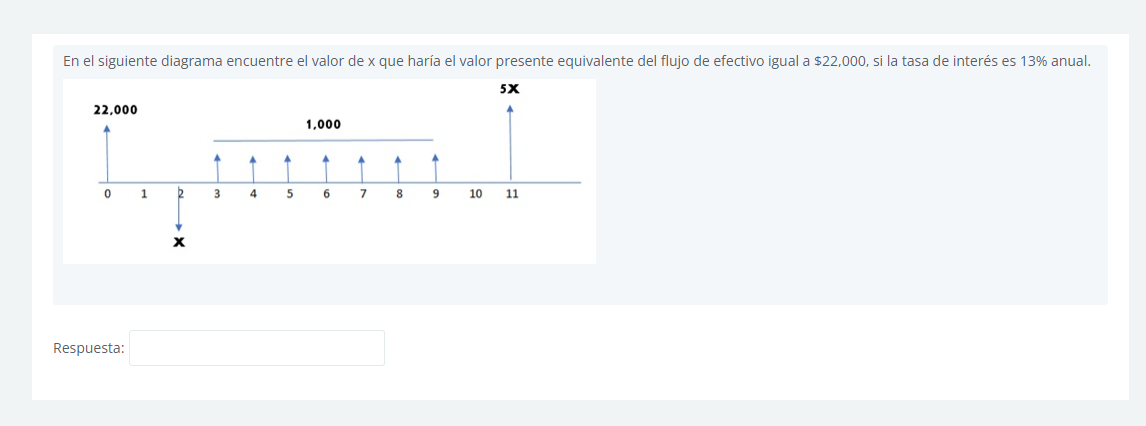 En el siguiente diagrama encuentre el valor de x que haría el valor presente equivalente del flujo de efectivo igual a $22,000, si la tasa de interés es 13% anual.
5X
22,000
1,000
0 1 2 3 4 5 6 7 8 9 10 11
X
Respuesta: